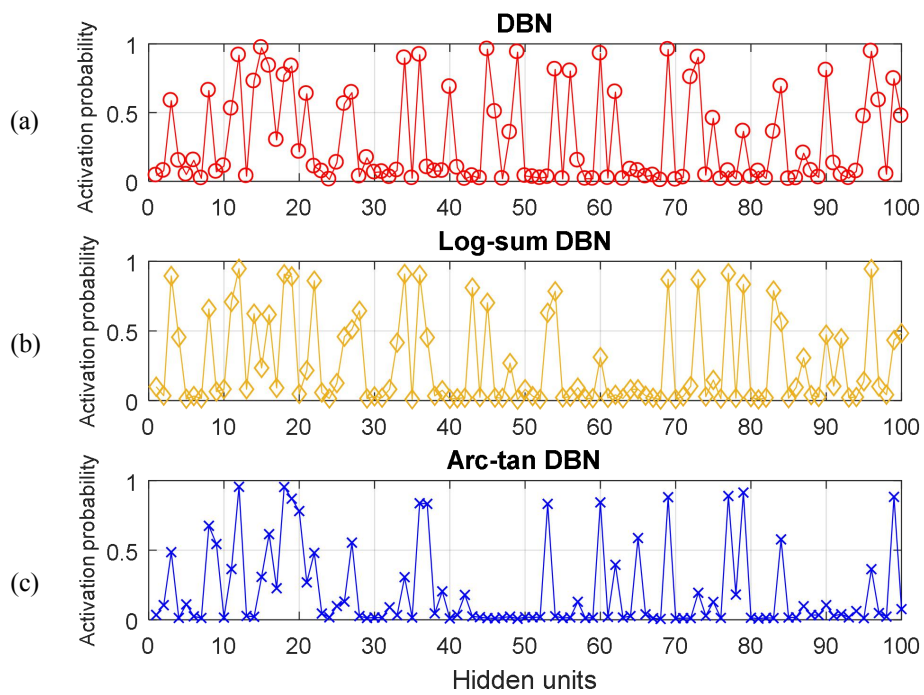 DBN
(a)
Activation probability
1
0.5
0
0 10 20 30 40 50 60 70 80 90 100
Log-sum DBN
(b)
Activation probability
1
0.5
0
0 10 20 30 40 50 60 70 80 90 100
Arc-tan DBN
(c)
Activation probability
1
0.5
0
0 10 20 30 40 50 60 70 80 90 100
Hidden units